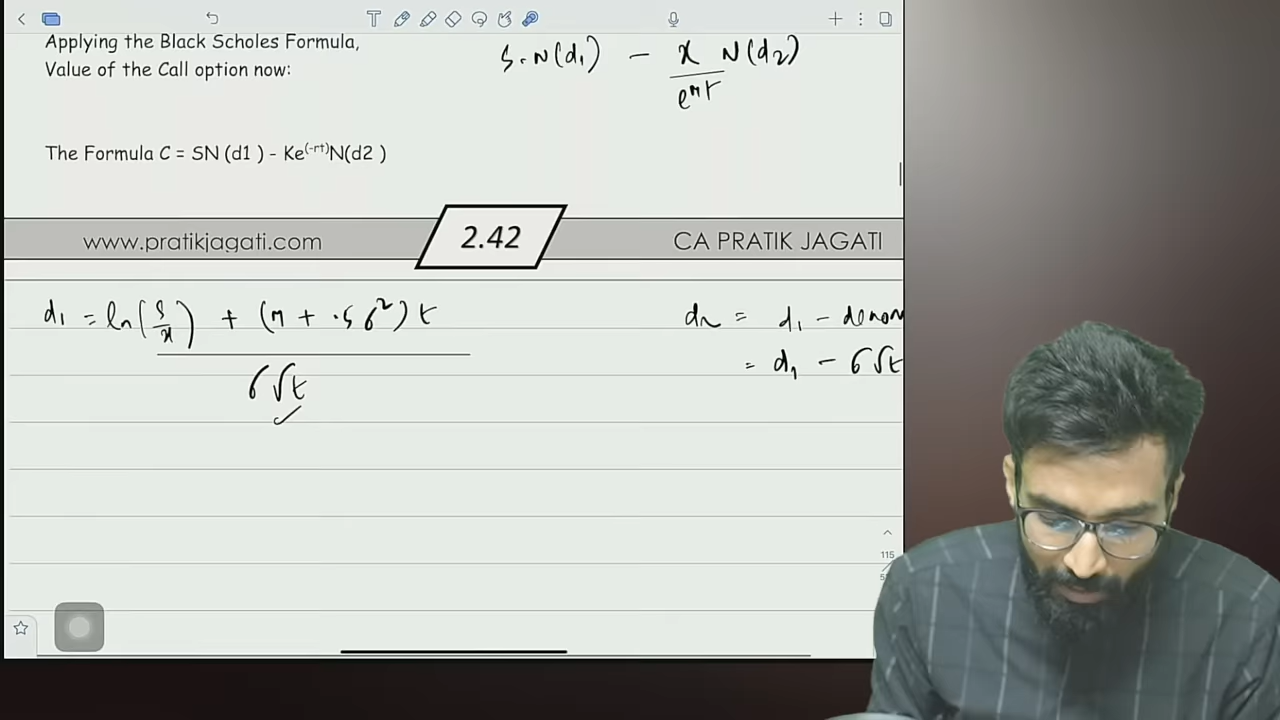 Applying the Black Scholes Formula,
Value of the Call option now:
S.N(d1) - x/e^rt N(d2)
The Formula C = SN (d1 ) - Ke(-rt)N(d2 )
www.pratikjagati.com
2.42
CA PRATIK JAGATI
d1 = ln(S/x) + (r + .5σ²)t
σ√t
d2 = d1 - denom
= d1 - σ√t
115